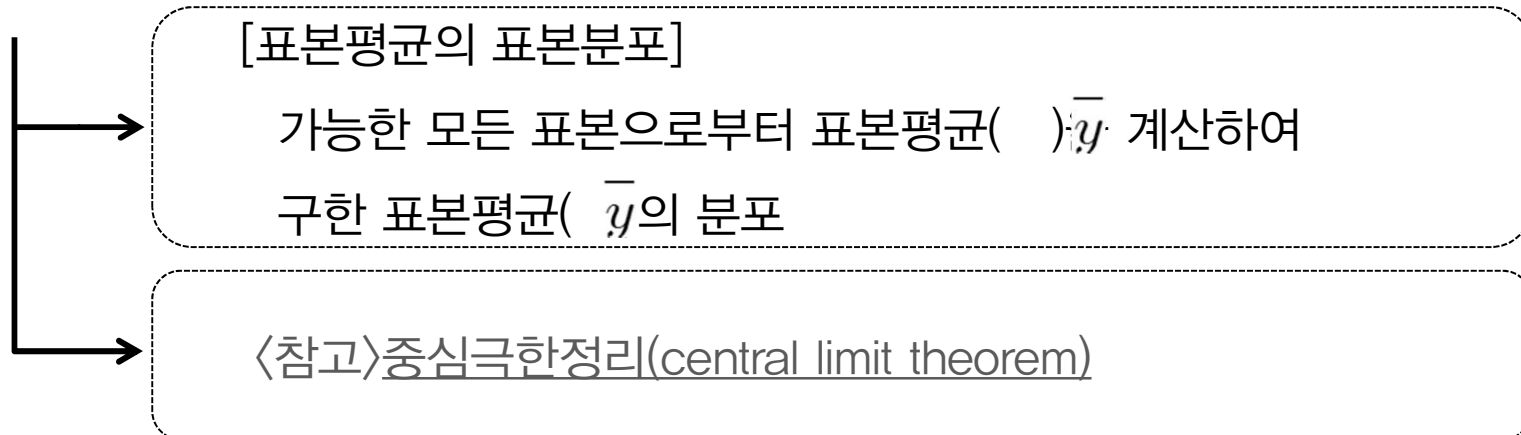 [표본평균의 표본분포]
가능한 모든 표본으로부터 표본평균( ) y̅ 계산하여
구한 표본평균( y̅의 분포
〈참고〉중심극한정리(central limit theorem)